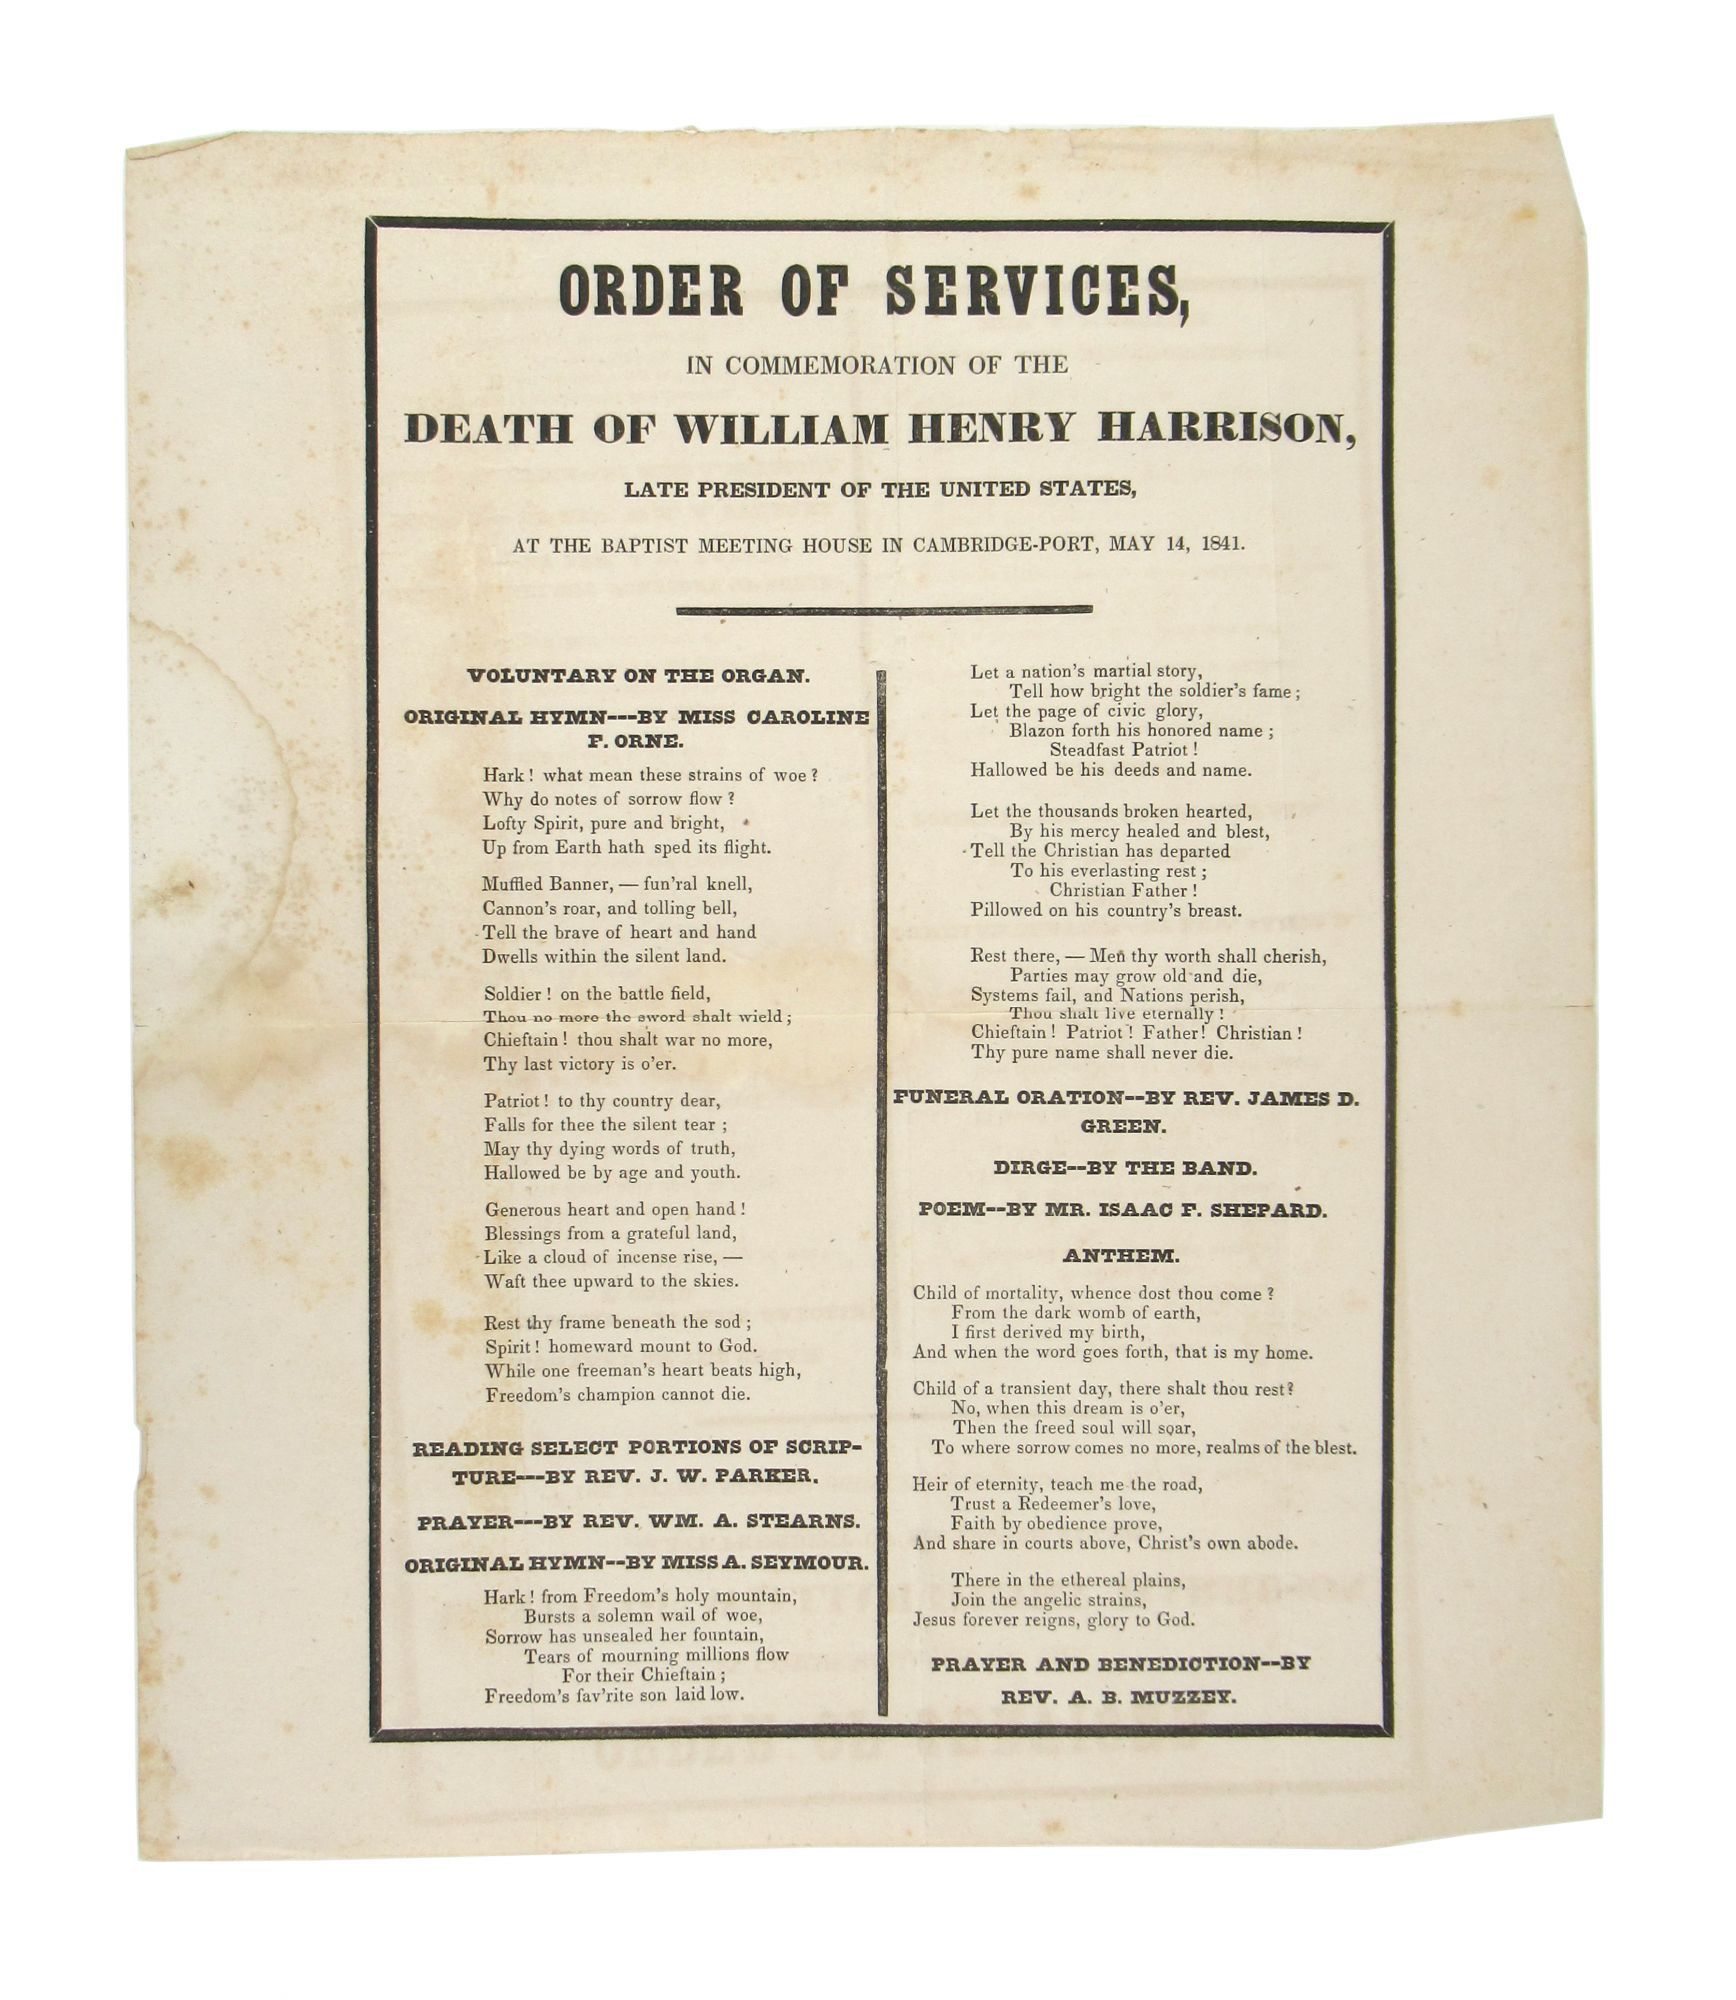 ORDER OF SERVICES,
IN COMMEMORATION OF THE
DEATH OF WILLIAM HENRY HARRISON,
LATE PRESIDENT OF THE UNITED STATES,
AT THE BAPTIST MEETING HOUSE IN CAMBRIDGE-PORT, MAY 14, 1841.
VOLUNTARY ON THE ORGAN.
ORIGINAL HYMN---BY MISS CAROLINE
F. ORNE.
Hark! what mean these strains of woe?
Why do notes of sorrow flow?
Lofty Spirit, pure and bright,
Up from Earth hath sped its flight.
Muffled Banner, — fun'ral knell,
Cannon's roar, and tolling bell,
Tell the brave of heart and hand
Dwells within the silent land.
Soldier! on the battle field,
Thou no more the sword shalt wield;
Chieftain! thou shalt war no more,
Thy last victory is o'er.
Patriot! to thy country dear,
Falls for thee the silent tear;
May thy dying words of truth,
Hallowed be by age and youth.
Generous heart and open hand!
Blessings from a grateful land,
Like a cloud of incense rise, —
Waft thee upward to the skies.
Rest thy frame beneath the sod;
Spirit! homeward mount to God.
While one freeman's heart beats high,
Freedom's champion cannot die.
READING SELECT PORTIONS OF SCRIP-
TURE---BY REV. J. W. PARKER.
PRAYER---BY REV. WM. A. STEARNS.
ORIGINAL HYMN--BY MISS A. SEYMOUR.
Hark! from Freedom's holy mountain,
Bursts a solemn wail of woe,
Sorrow has unsealed her fountain,
Tears of mourning millions flow
For their Chieftain;
Freedom's fav'rite son laid low.
Let a nation's martial story,
Tell how bright the soldier's fame;
Let the page of civic glory,
Blazon forth his honored name;
Steadfast Patriot!
Hallowed be his deeds and name.
Let the thousands broken hearted,
By his mercy healed and blest,
Tell the Christian has departed
To his everlasting rest;
Christian Father!
Pillowed on his country's breast.
Rest there, — Men thy worth shall cherish,
Parties may grow old and die,
Systems fail, and Nations perish,
Thou shalt live eternally!
Chieftain! Patriot! Father! Christian!
Thy pure name shall never die.
FUNERAL ORATION--BY REV. JAMES D.
GREEN.
DIRGE--BY THE BAND.
POEM--BY MR. ISAAC F. SHEPARD.
ANTHEM.
Child of mortality, whence dost thou come?
From the dark womb of earth,
I first derived my birth,
And when the word goes forth, that is my home.
Child of a transient day, there shalt thou rest?
No, when this dream is o'er,
Then the freed soul will soar,
To where sorrow comes no more, realms of the blest.
Heir of eternity, teach me the road,
Trust a Redeemer's love,
Faith by obedience prove,
And share in courts above, Christ's own abode.
There in the ethereal plains,
Join the angelic strains,
Jesus forever reigns, glory to God.
PRAYER AND BENEDICTION--BY
REV. A. B. MUZZEY.